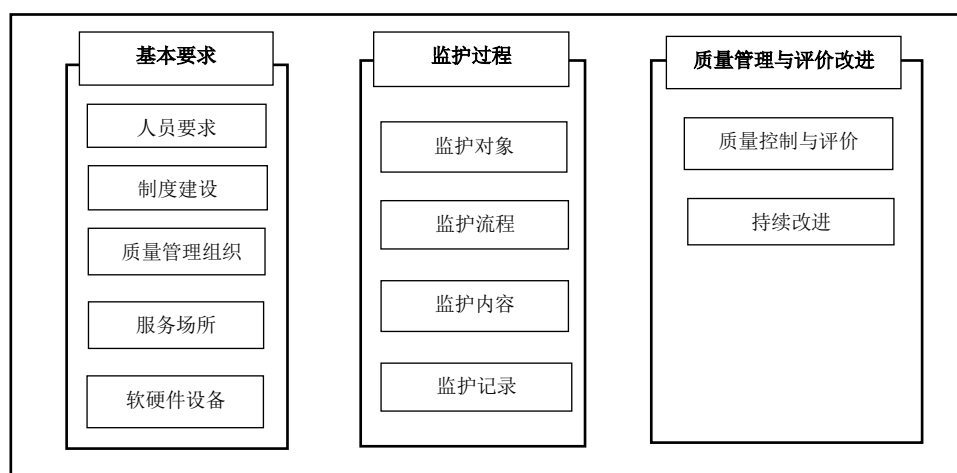 基本要求
人员要求
制度建设
质量管理组织
服务场所
软硬件设备
监护过程
监护对象
监护流程
监护内容
监护记录
质量管理与评价改进
质量控制与评价
持续改进